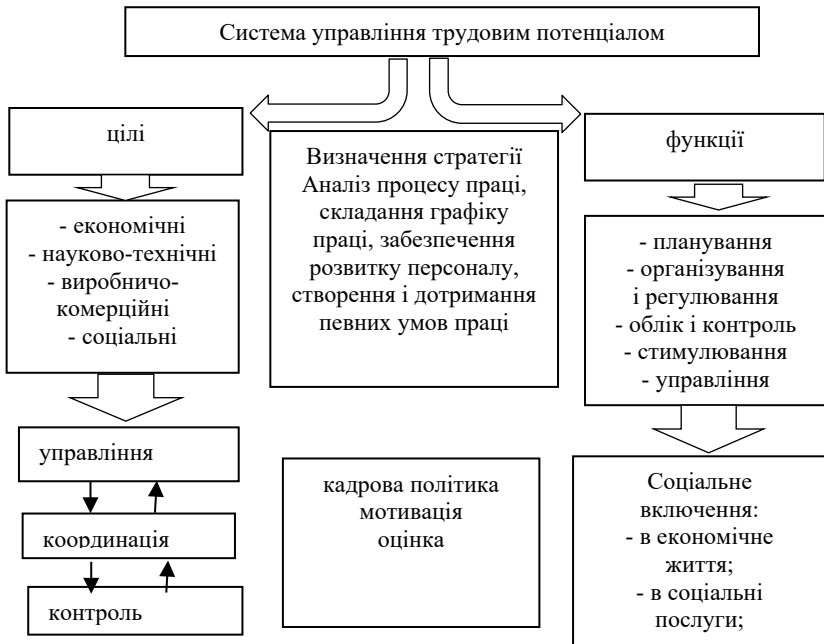 Система управління трудовим потенціалом
цілі
- економічні
- науково-технічні
- виробничо-
комерційні
- соціальні
управління
координація
контроль
Визначення стратегії
Аналіз процесу праці,
складання графіку
праці, забезпечення
розвитку персоналу,
створення і дотримання
певних умов праці
кадрова політика
мотивація
оцінка
функції
- планування
- організування
і регулювання
- облік і контроль
- стимулювання
- управління
Соціальне
включення:
- в економічне
життя;
- в соціальні
послуги;